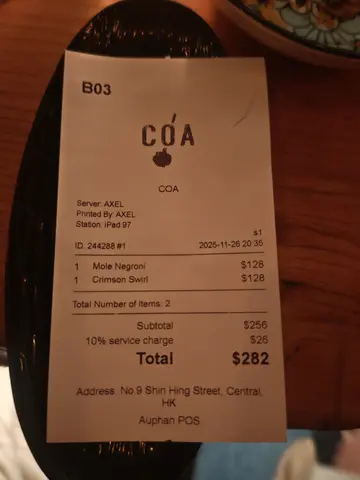 B03
CÓA
COA
Server: AXEL
Printed By: AXEL
Station: iPad 97
s1
ID: 244288 #1 2025-11-26 20:35
1 Mole Negroni $128
1 Crimson Swirl $128
Total Number of items: 2
Subtotal $256
10% service charge $26
Total $282
Address: No.9 Shin Hing Street, Central,
HK
Auphan POS